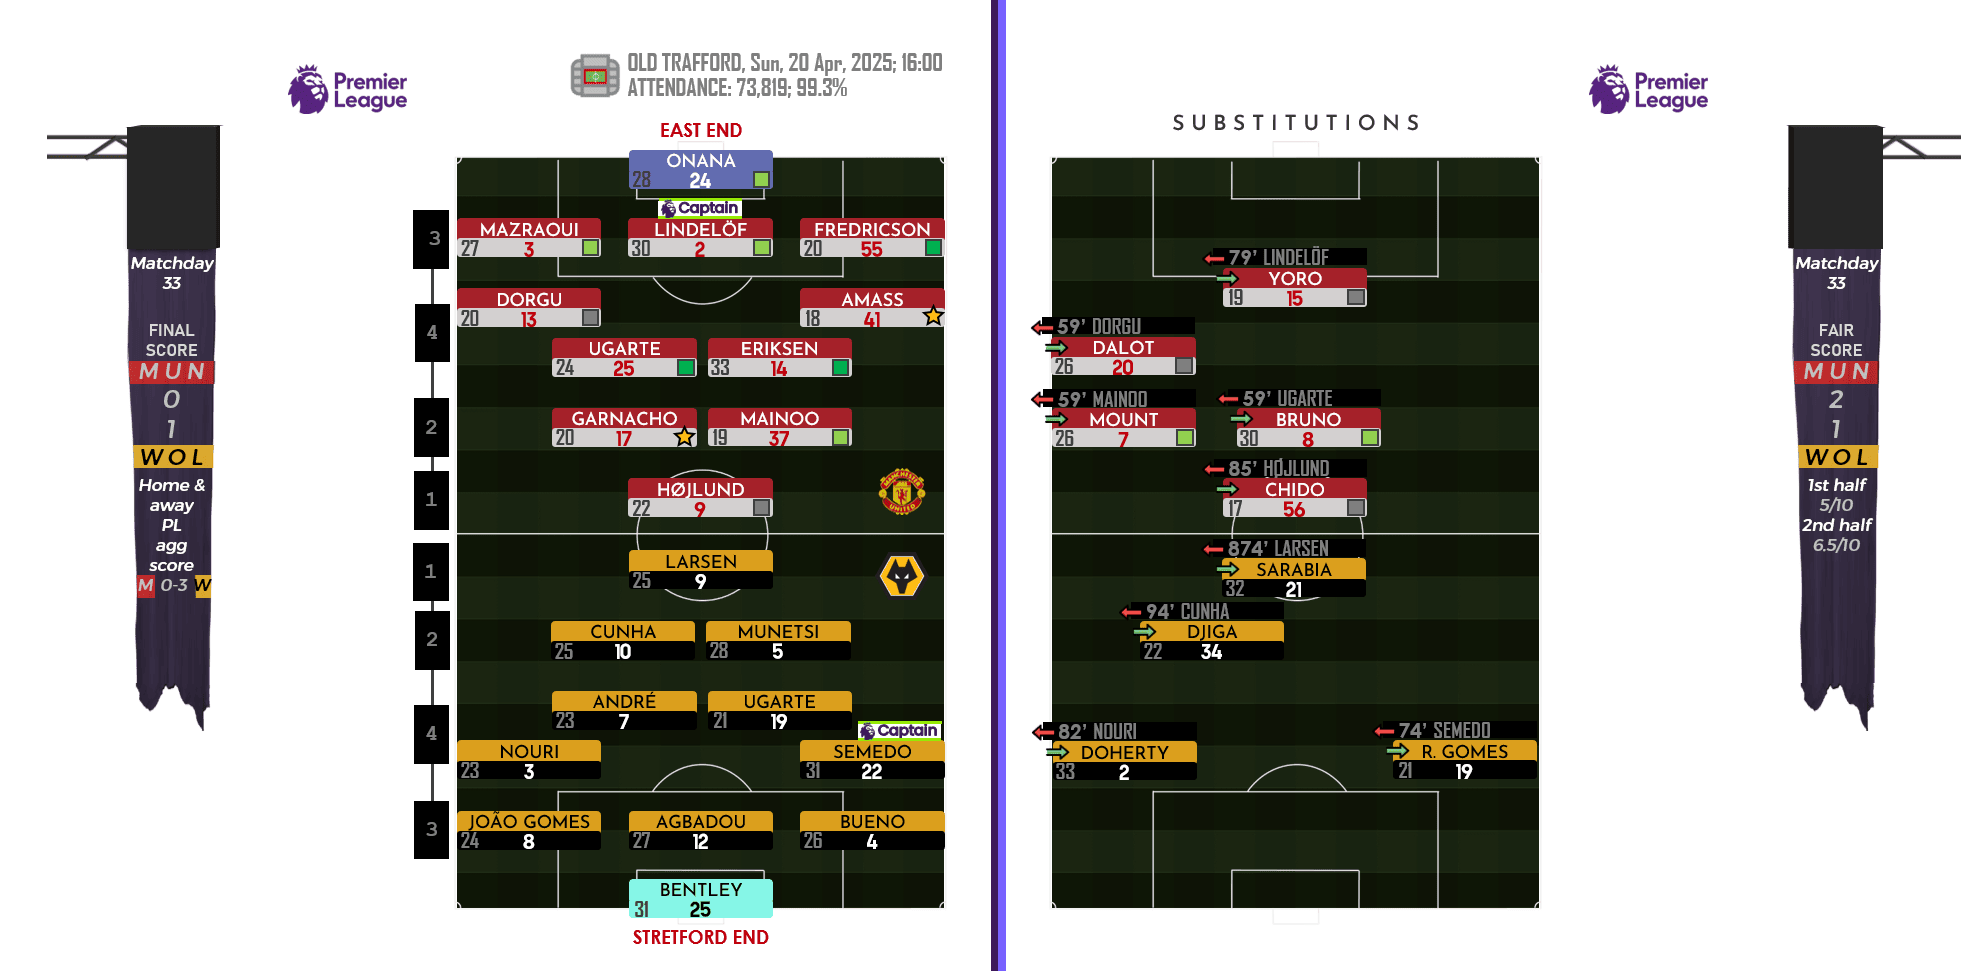 Premier League
OLD TRAFFORD, Sun, 20 Apr, 2025; 16:00
ATTENDANCE: 73,819; 99.3%
Matchday
33
FINAL
SCORE
MUN
0
1
WOL
Home &
away
PL
agg
score
M 0-3 W
EAST END
ONANA
28 24
Captain
3
MAZRAOUI
27 3
LINDELÖF
30 2
FREDRICSON
20 55
4
DORGU
20 13
AMASS
18 41
UGARTE
24 25
ERIKSEN
33 14
2
GARNACHO
20 17
MAINOO
19 37
1
HØJLUND
22 9
MANCHESTER
UNITED
1
LARSEN
25 9
2
CUNHA
25 10
MUNETSI
28 5
4
ANDRÉ
23 7
UGARTE
21 19
Captain
NOURI
23 3
SEMEDO
31 22
3
JOÃO GOMES
24 8
AGBADOU
27 12
BUENO
26 4
BENTLEY
31 25
STRETFORD END
SUBSTITUTIONS
79' LINDELÖF
YORO
19 15
59' DORGU
DALOT
26 20
59' MAINOO
MOUNT
26 7
59' UGARTE
BRUNO
30 8
85' HØJLUND
CHIDO
17 56
874' LARSEN
SARABIA
32 21
94' CUNHA
DJIGA
22 34
82' NOURI
DOHERTY
33 2
74' SEMEDO
R. GOMES
21 19
Premier League
Matchday
33
FAIR
SCORE
MUN
2
1
WOL
1st half
5/10
2nd half
6.5/10